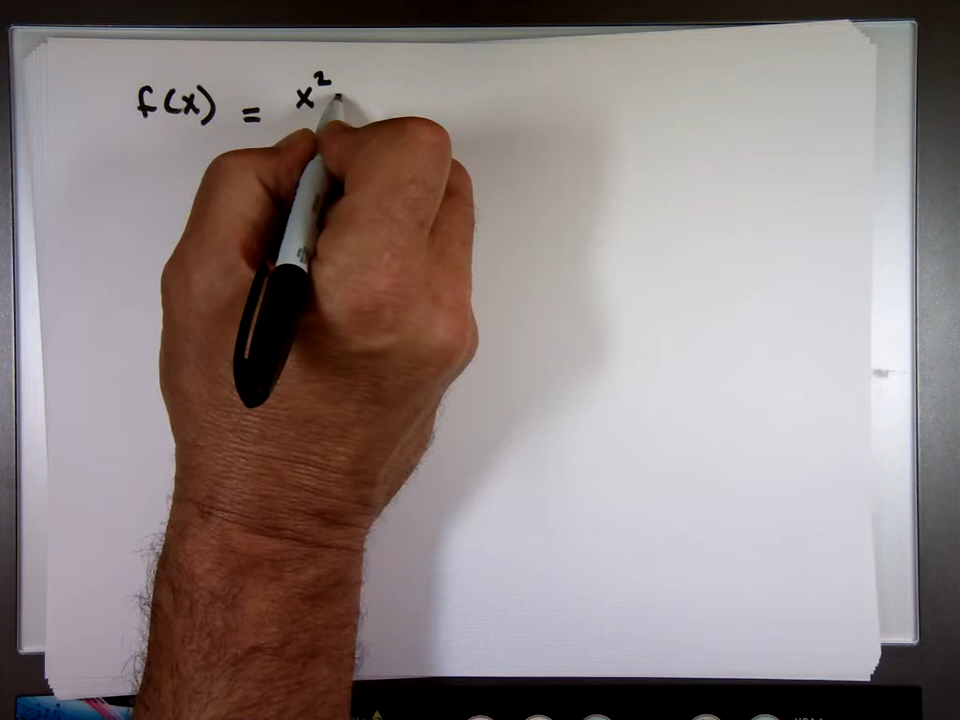 f(x) = x²